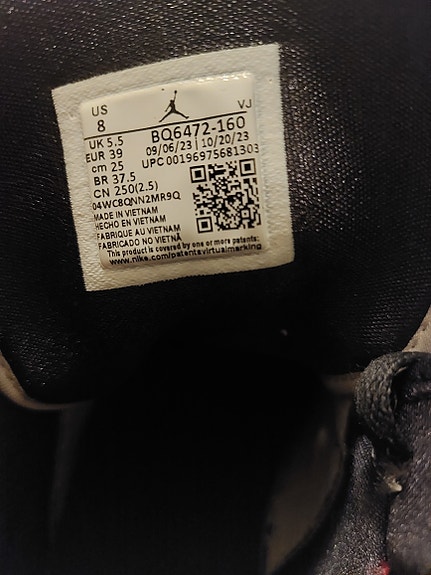 US VJ
8 BQ6472-160
UK 5.5 09/06/23 | 10/20/23
EUR 39 UPC 00196975681303
cm 25
BR 37.5
CN 250(2.5)
04WC8QNN2MR9Q
MADE IN VIETNAM
HECHO EN VIETNAM
FABRIQUE AU VIETNAM
FABRICADO NO VIETNÃ
This product is covered by one or more patents:
www.nike.com/patentsvirtualmarking